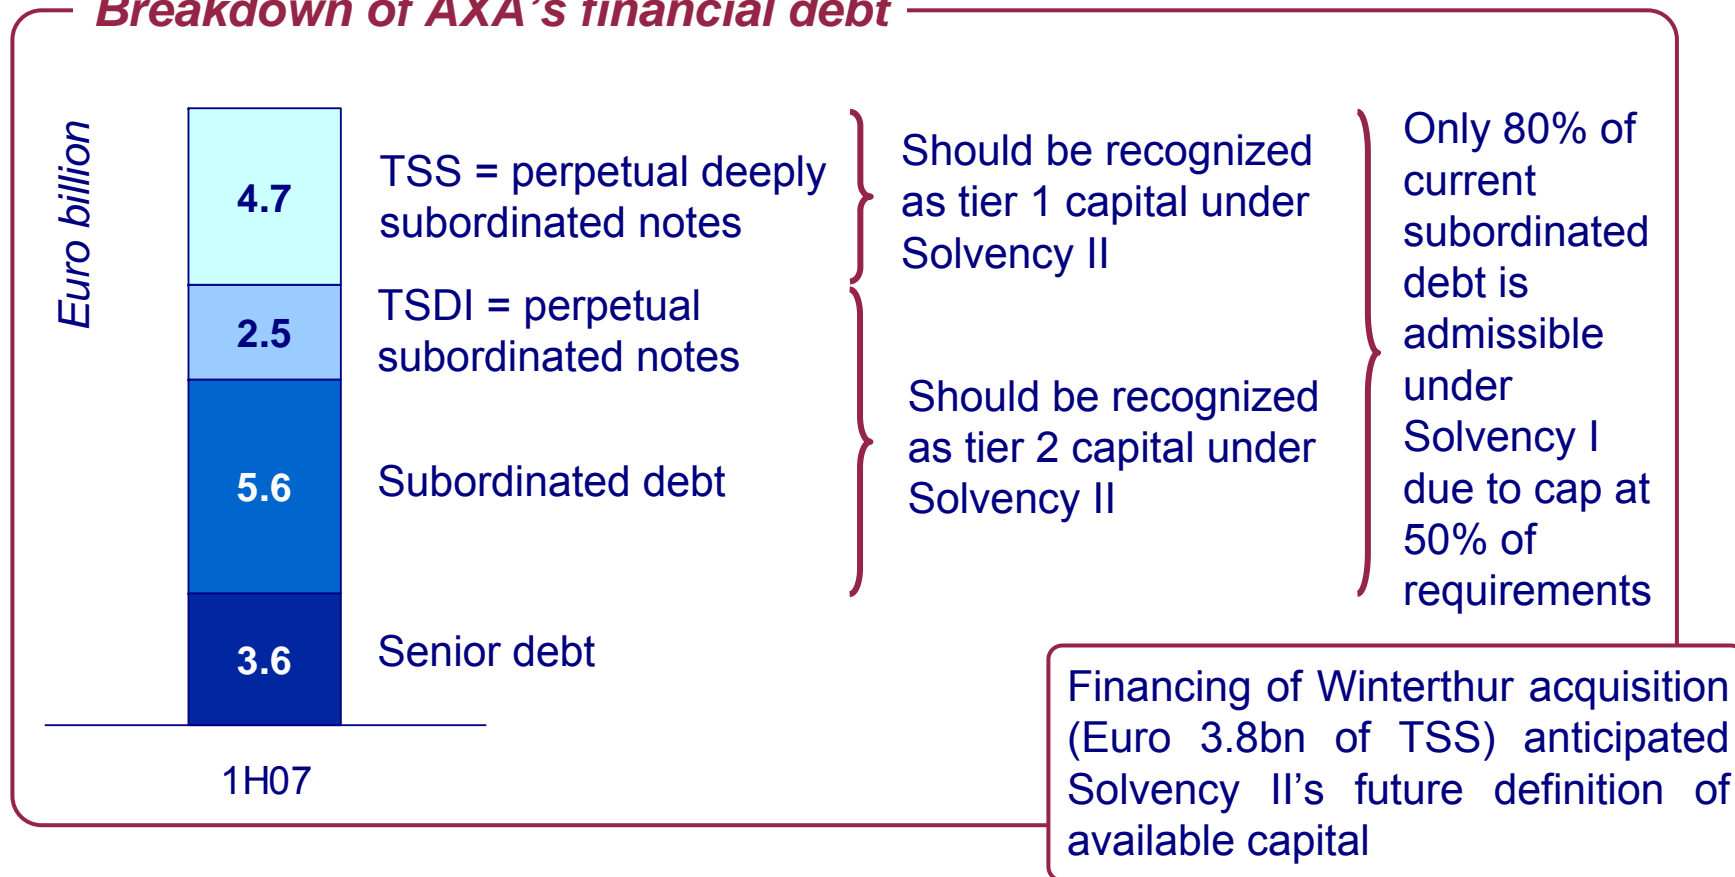 Breakdown of AXA's financial debt
Euro billion
4.7
TSS = perpetual deeply
subordinated notes
Should be recognized
as tier 1 capital under
Solvency II
2.5
TSDI = perpetual
subordinated notes
5.6
Subordinated debt
Should be recognized
as tier 2 capital under
Solvency II
Only 80% of
current
subordinated
debt is
admissible
under
Solvency I
due to cap at
50% of
requirements
3.6
Senior debt
1H07
Financing of Winterthur acquisition
(Euro 3.8bn of TSS) anticipated
Solvency II's future definition of
available capital